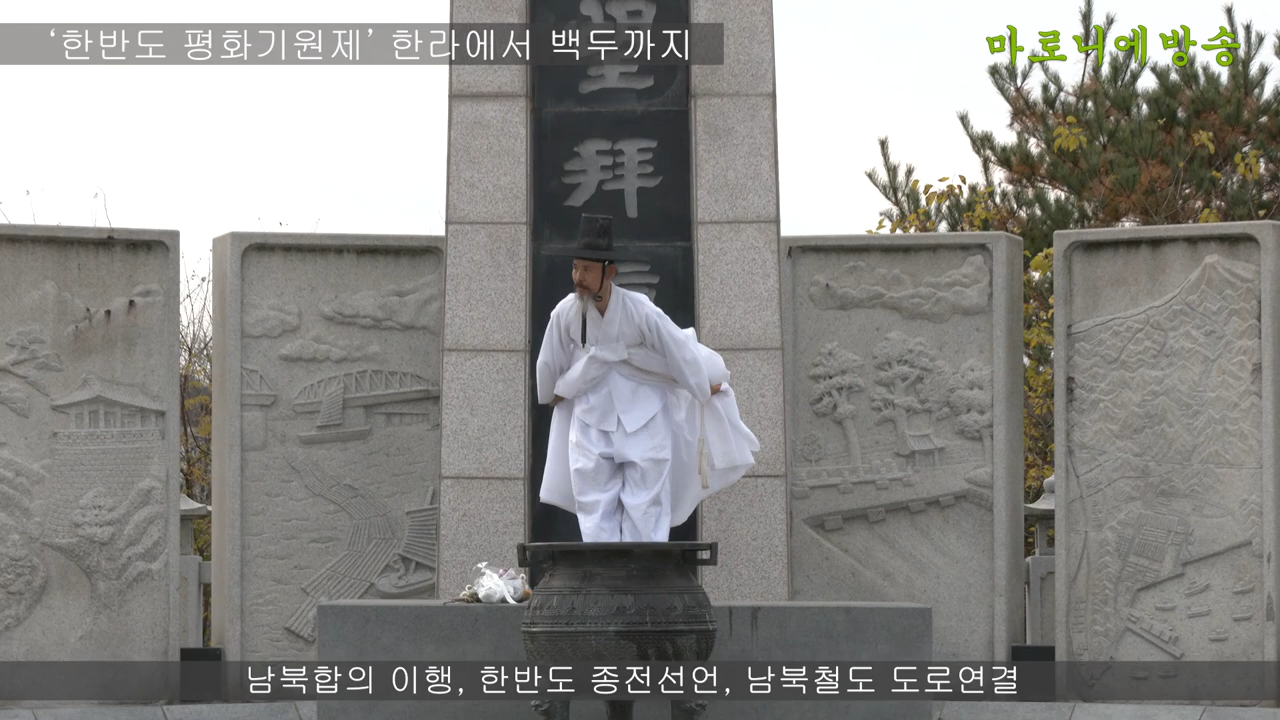 ‘한반도 평화기원제’ 한라에서 백두까지
마로니에방송
望
拜
남북합의 이행, 한반도 종전선언, 남북철도 도로연결